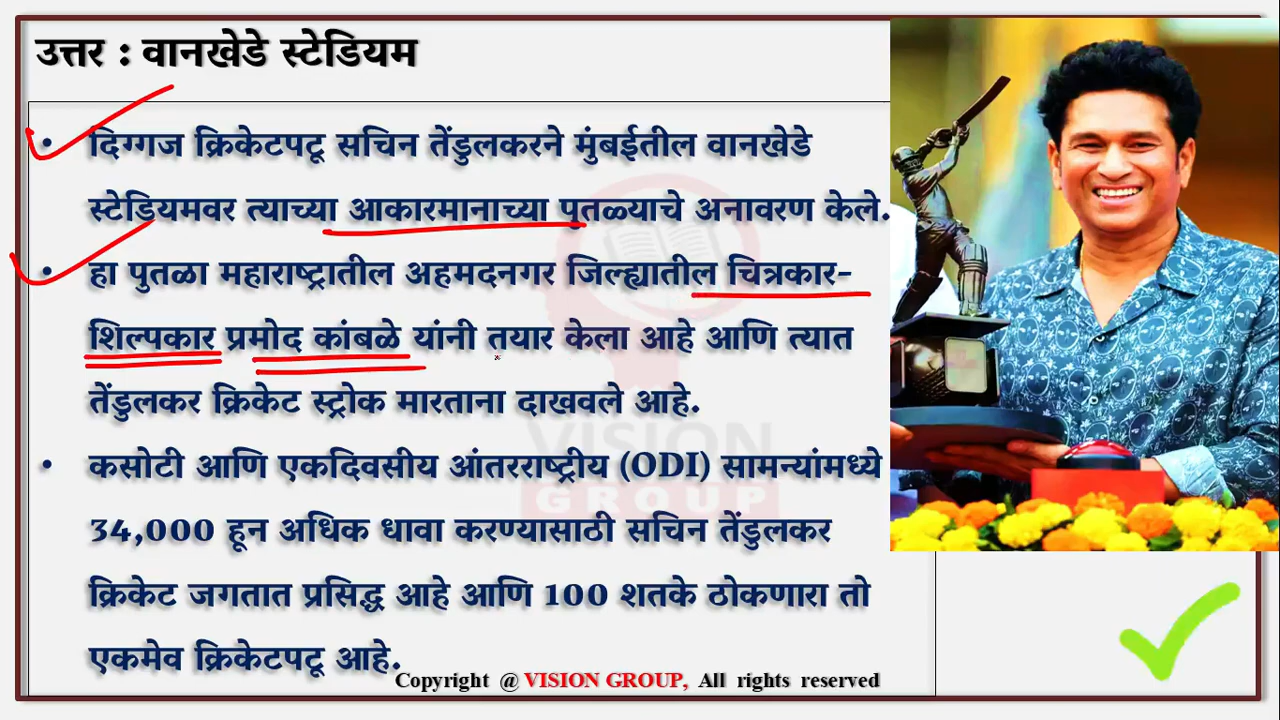 उत्तर : वानखेडे स्टेडियम
• दिग्गज क्रिकेटपटू सचिन तेंडुलकरने मुंबईतील वानखेडे
स्टेडियमवर त्याच्या आकारमानाच्या पुतळ्याचे अनावरण केले.
• हा पुतळा महाराष्ट्रातील अहमदनगर जिल्ह्यातील चित्रकार-
शिल्पकार प्रमोद कांबळे यांनी तयार केला आहे आणि त्यात
तेंडुलकर क्रिकेट स्ट्रोक मारताना दाखवले आहे.
• कसोटी आणि एकदिवसीय आंतरराष्ट्रीय (ODI) सामन्यांमध्ये
34,000 हून अधिक धावा करण्यासाठी सचिन तेंडुलकर
क्रिकेट जगतात प्रसिद्ध आहे आणि 100 शतके ठोकणारा तो
एकमेव क्रिकेटपटू आहे.
VISION
GROUP
Copyright @ VISION GROUP, All rights reserved